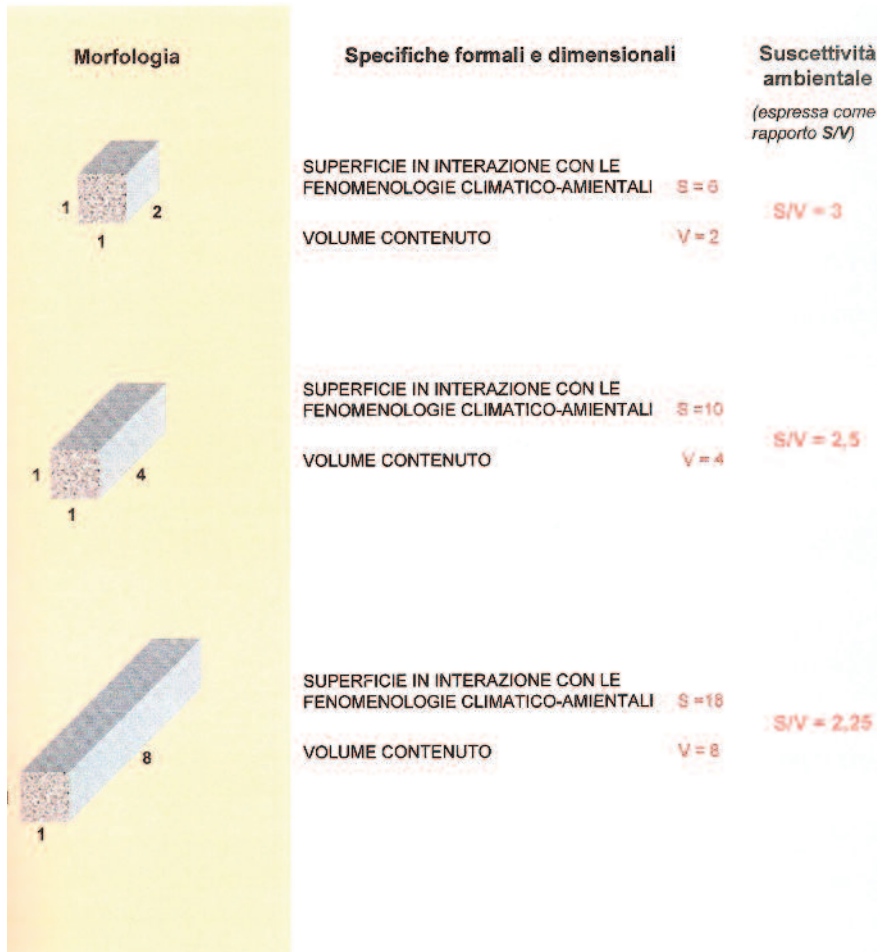 Morfologia
Specifiche formali e dimensionali
Suscettività
ambientale
(espressa come
rapporto S/V)
1
2
1
SUPERFICIE IN INTERAZIONE CON LE
FENOMENOLOGIE CLIMATICO-AMIENTALI S = 6
VOLUME CONTENUTO V = 2
S/V = 3
1
4
1
SUPERFICIE IN INTERAZIONE CON LE
FENOMENOLOGIE CLIMATICO-AMIENTALI S =10
VOLUME CONTENUTO V = 4
S/V = 2,5
8
1
SUPERFICIE IN INTERAZIONE CON LE
FENOMENOLOGIE CLIMATICO-AMIENTALI S =18
VOLUME CONTENUTO V = 8
S/V = 2,25